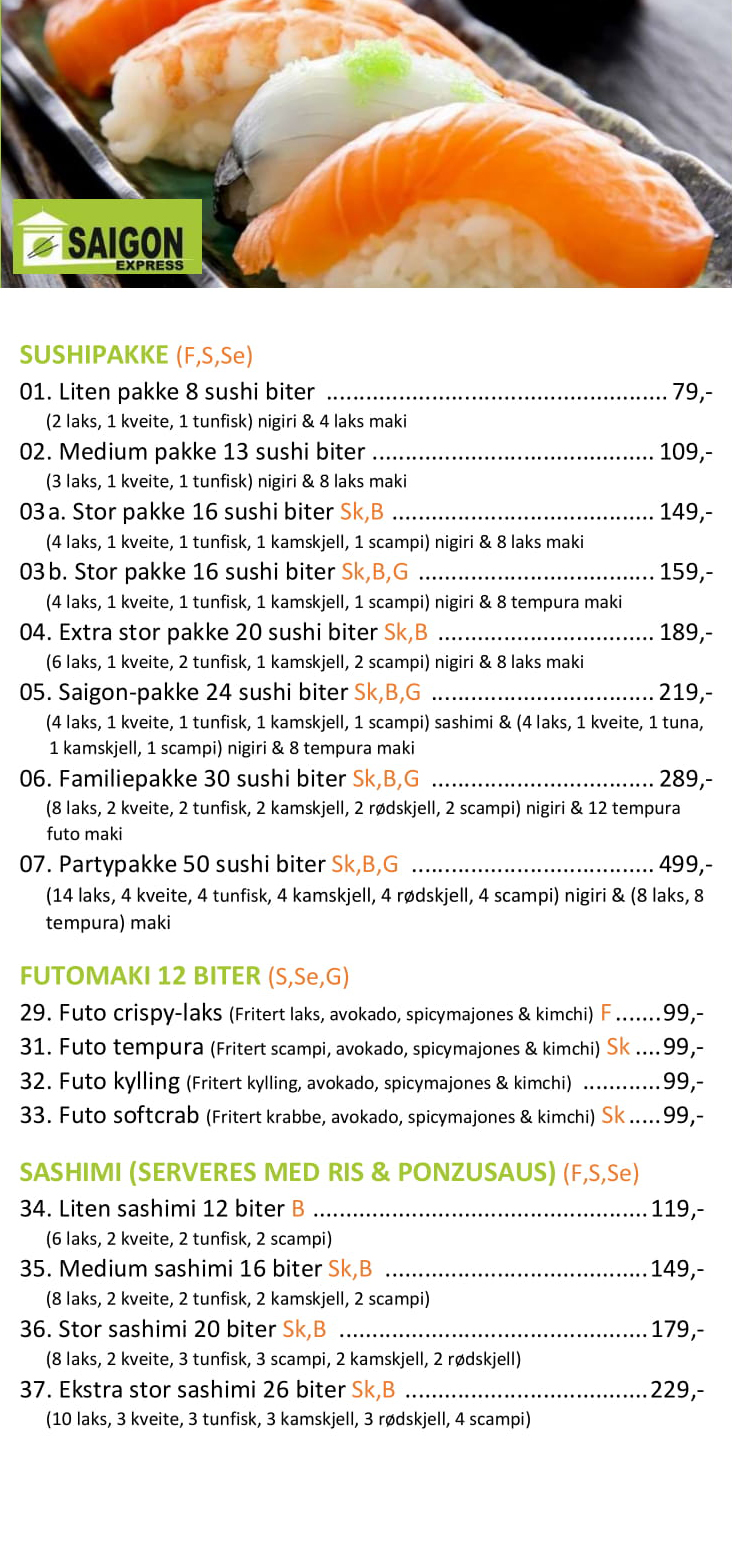 SAIGON
EXPRESS
SUSHIPAKKE (F,S,Se)
01. Liten pakke 8 sushi biter .................................................... 79,-
(2 laks, 1 kveite, 1 tunfisk) nigiri & 4 laks maki
02. Medium pakke 13 sushi biter ........................................... 109,-
(3 laks, 1 kveite, 1 tunfisk) nigiri & 8 laks maki
03a. Stor pakke 16 sushi biter Sk,B ........................................ 149,-
(4 laks, 1 kveite, 1 tunfisk, 1 kamskjell, 1 scampi) nigiri & 8 laks maki
03b. Stor pakke 16 sushi biter Sk,B,G .................................... 159,-
(4 laks, 1 kveite, 1 tunfisk, 1 kamskjell, 1 scampi) nigiri & 8 tempura maki
04. Extra stor pakke 20 sushi biter Sk,B ................................. 189,-
(6 laks, 1 kveite, 2 tunfisk, 1 kamskjell, 2 scampi) nigiri & 8 laks maki
05. Saigon-pakke 24 sushi biter Sk,B,G .................................. 219,-
(4 laks, 1 kveite, 1 tunfisk, 1 kamskjell, 1 scampi) sashimi & (4 laks, 1 kveite, 1 tuna,
1 kamskjell, 1 scampi) nigiri & 8 tempura maki
06. Familiepakke 30 sushi biter Sk,B,G .................................. 289,-
(8 laks, 2 kveite, 2 tunfisk, 2 kamskjell, 2 rødskjell, 2 scampi) nigiri & 12 tempura
futo maki
07. Partypakke 50 sushi biter Sk,B,G ..................................... 499,-
(14 laks, 4 kveite, 4 tunfisk, 4 kamskjell, 4 rødskjell, 4 scampi) nigiri & (8 laks, 8
tempura) maki
FUTOMAKI 12 BITER (S,Se,G)
29. Futo crispy-laks (Fritert laks, avokado, spicymajones & kimchi) F.......99,-
31. Futo tempura (Fritert scampi, avokado, spicymajones & kimchi) Sk ....99,-
32. Futo kylling (Fritert kylling, avokado, spicymajones & kimchi) ............99,-
33. Futo softcrab (Fritert krabbe, avokado, spicymajones & kimchi) Sk.....99,-
SASHIMI (SERVERES MED RIS & PONZUSAUS) (F,S,Se)
34. Liten sashimi 12 biter B ...................................................119,-
(6 laks, 2 kveite, 2 tunfisk, 2 scampi)
35. Medium sashimi 16 biter Sk,B ........................................149,-
(8 laks, 2 kveite, 2 tunfisk, 2 kamskjell, 2 scampi)
36. Stor sashimi 20 biter Sk,B ...............................................179,-
(8 laks, 2 kveite, 3 tunfisk, 3 scampi, 2 kamskjell, 2 rødskjell)
37. Ekstra stor sashimi 26 biter Sk,B .....................................229,-
(10 laks, 3 kveite, 3 tunfisk, 3 kamskjell, 3 rødskjell, 4 scampi)